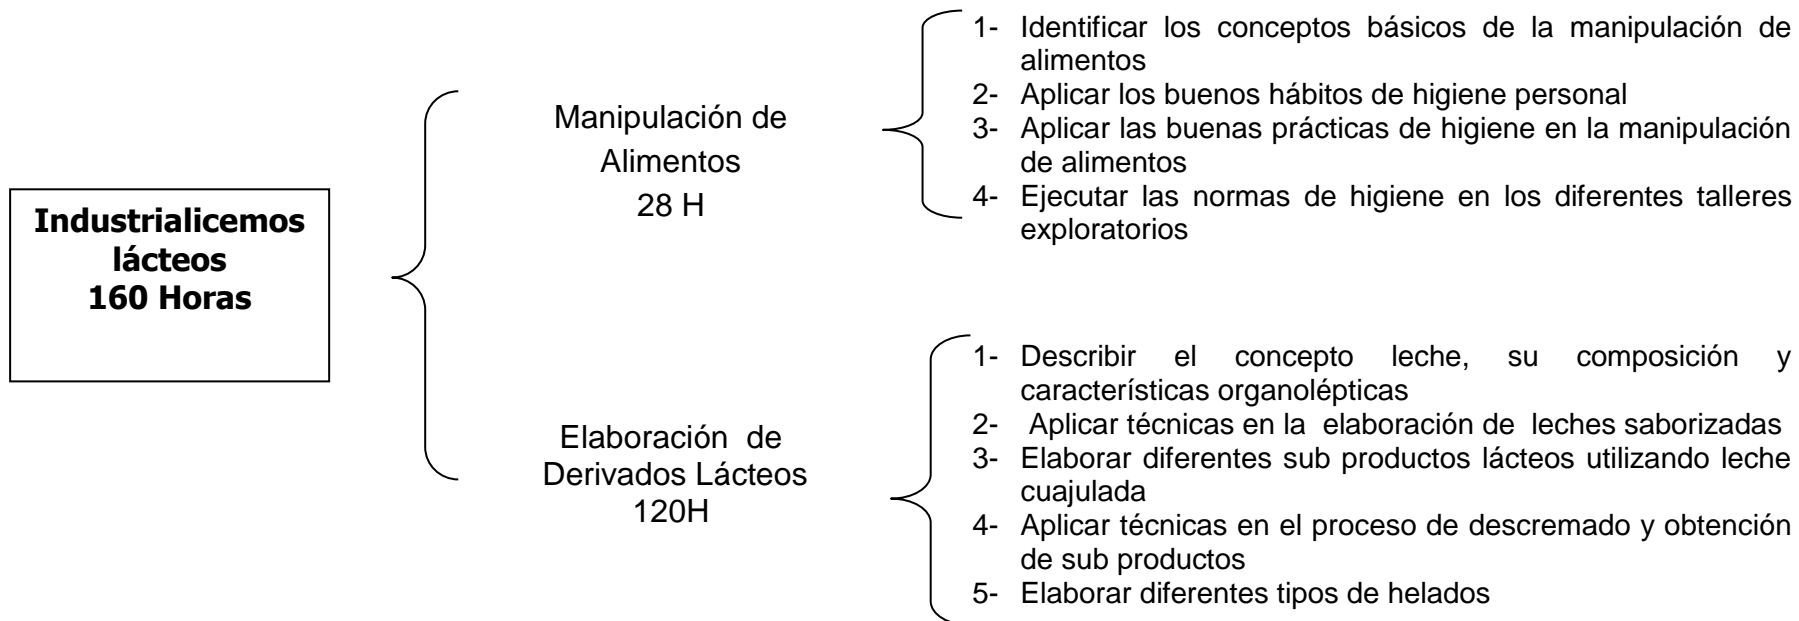 Industrialicemos
lácteos
160 Horas
Manipulación de
Alimentos
28 H
1- Identificar los conceptos básicos de la manipulación de
alimentos
2- Aplicar los buenos hábitos de higiene personal
3- Aplicar las buenas prácticas de higiene en la manipulación
de alimentos
4- Ejecutar las normas de higiene en los diferentes talleres
exploratorios
Elaboración de
Derivados Lácteos
120H
1- Describir el concepto leche, su composición y
características organolépticas
2- Aplicar técnicas en la elaboración de leches saborizadas
3- Elaborar diferentes sub productos lácteos utilizando leche
cuajulada
4- Aplicar técnicas en el proceso de descremado y obtención
de sub productos
5- Elaborar diferentes tipos de helados